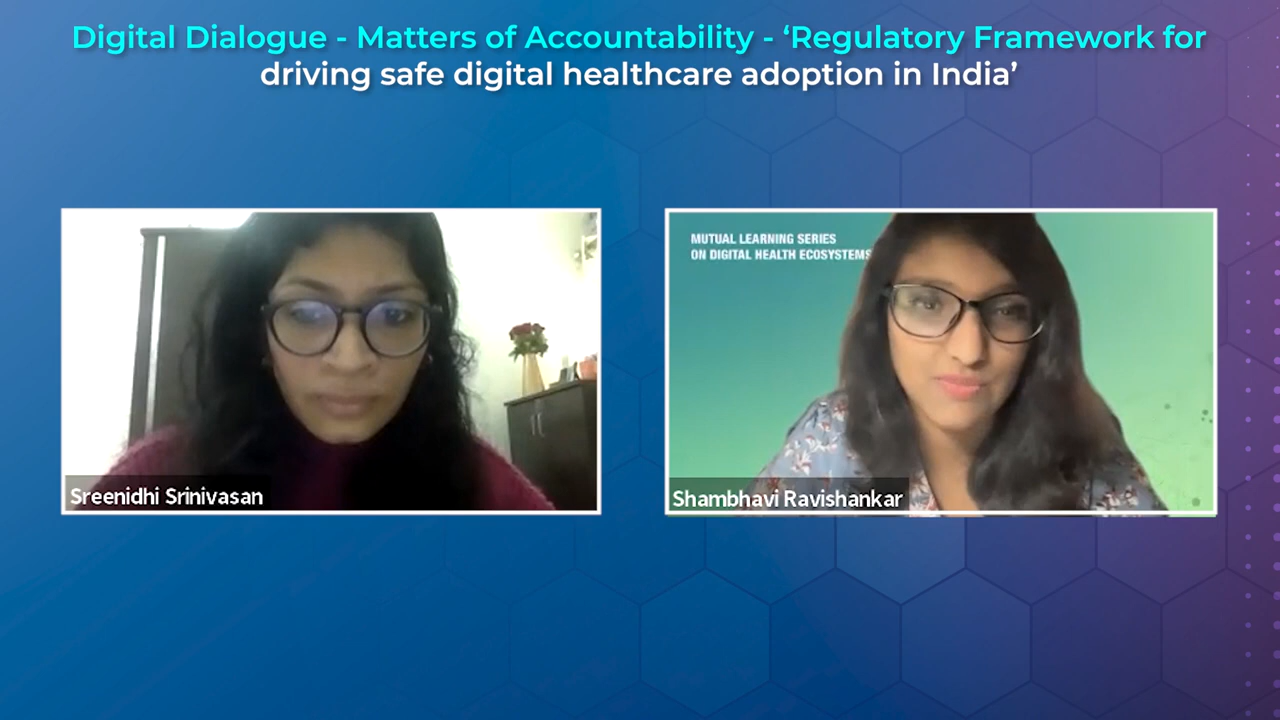 Digital Dialogue - Matters of Accountability - ‘Regulatory Framework for
driving safe digital healthcare adoption in India’
MUTUAL LEARNING SERIES
ON DIGITAL HEALTH ECOSYSTEMS
Sreenidhi Srinivasan
Shambhavi Ravishankar